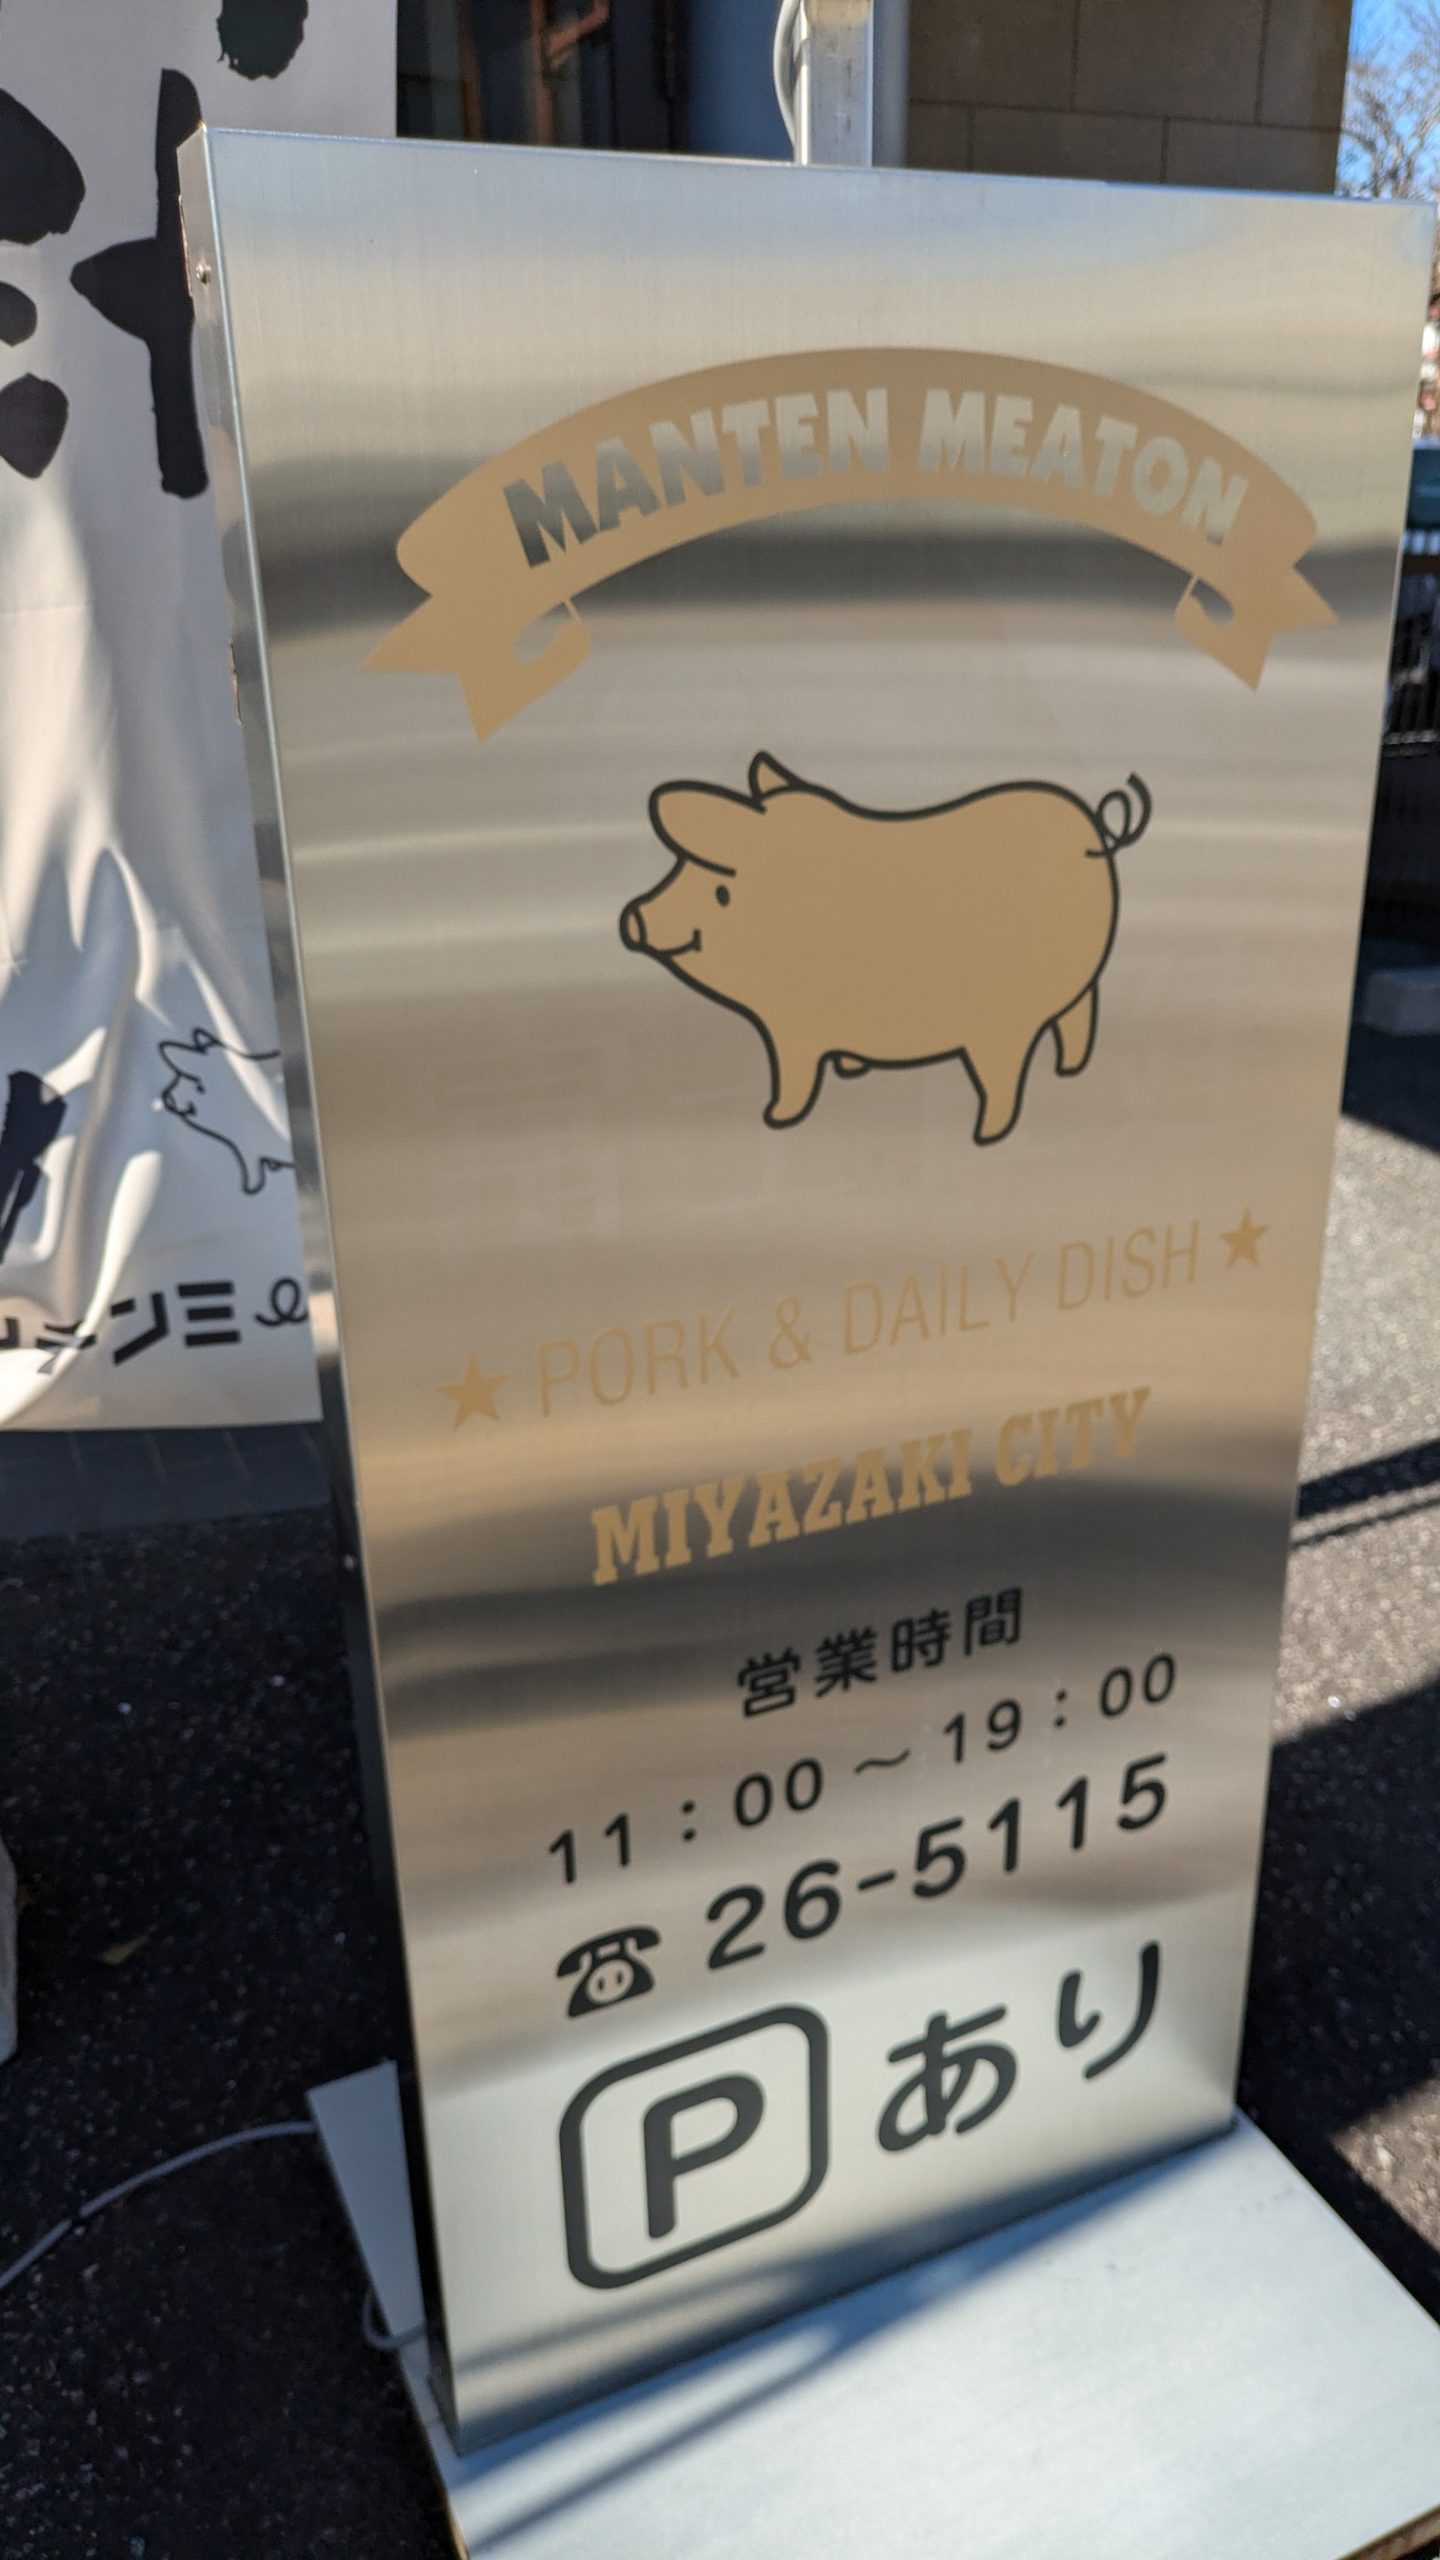 MANTEN MEATON
★ PORK & DAILY DISH ★
MIYAZAKI CITY
営業時間
11：00～19：00
☎ 26-5115
P あり